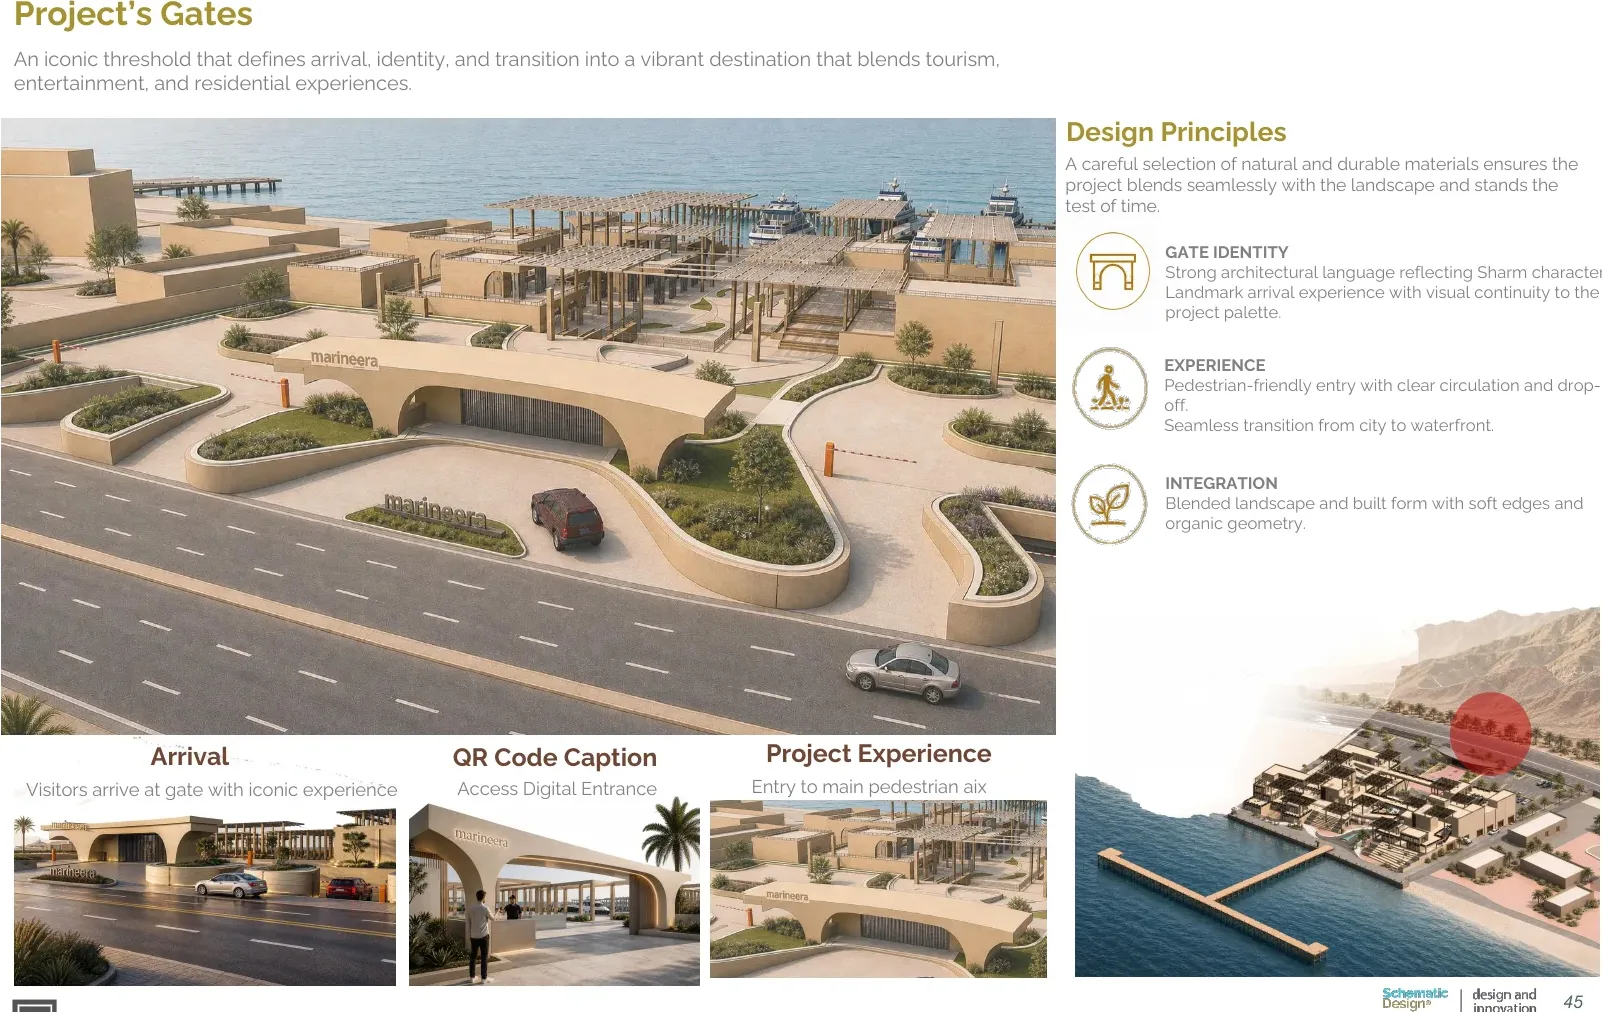 Project’s Gates
An iconic threshold that defines arrival, identity, and transition into a vibrant destination that blends tourism,
entertainment, and residential experiences.
marineera
marineera
Design Principles
A careful selection of natural and durable materials ensures the
project blends seamlessly with the landscape and stands the
test of time.
GATE IDENTITY
Strong architectural language reflecting Sharm character
Landmark arrival experience with visual continuity to the
project palette.
EXPERIENCE
Pedestrian-friendly entry with clear circulation and drop-
off.
Seamless transition from city to waterfront.
INTEGRATION
Blended landscape and built form with soft edges and
organic geometry.
Arrival
Visitors arrive at gate with iconic experience
marineera
marineera
QR Code Caption
Access Digital Entrance
marineera
Project Experience
Entry to main pedestrian aix
marineera
Schematic
Design®
design and
innovation
45